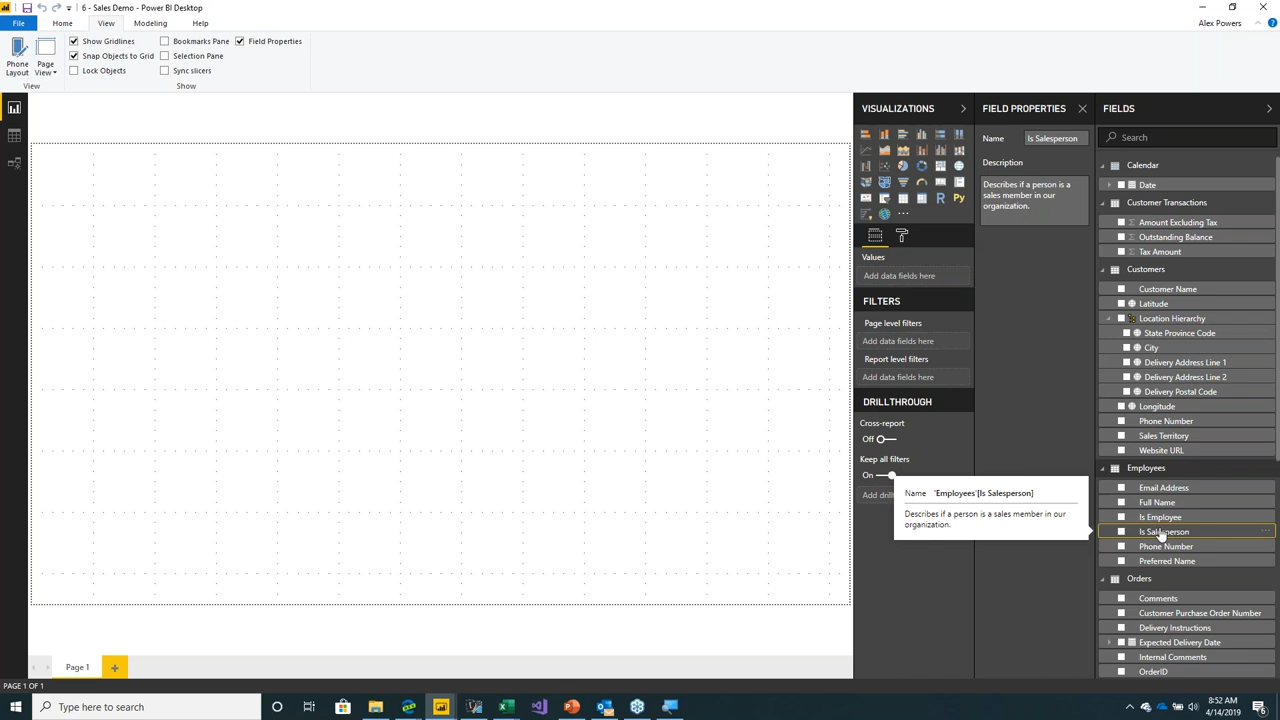 6 - Sales Demo - Power BI Desktop
Alex Powers
File
Home
View
Modeling
Help
Phone Layout
Page View
View
Show Gridlines
Snap Objects to Grid
Lock Objects
Bookmarks Pane
Selection Pane
Sync slicers
Field Properties
Show
VISUALIZATIONS
R
Py
Values
Add data fields here
FILTERS
Page level filters
Add data fields here
Report level filters
Add data fields here
DRILLTHROUGH
Cross-report
Off
Keep all filters
On
Add drill
FIELD PROPERTIES
Name
Is Salesperson
Description
Describes if a person is a
sales member in our
organization.
Name 'Employees'[Is Salesperson]
Describes if a person is a sales member in our
organization.
FIELDS
Search
Calendar
Date
Customer Transactions
Amount Excluding Tax
Outstanding Balance
Tax Amount
Customers
Customer Name
Latitude
Location Hierarchy
State Province Code
City
Delivery Address Line 1
Delivery Address Line 2
Delivery Postal Code
Longitude
Phone Number
Sales Territory
Website URL
Employees
Email Address
Full Name
Is Employee
Is Salesperson
Phone Number
Preferred Name
Orders
Comments
Customer Purchase Order Number
Delivery Instructions
Expected Delivery Date
Internal Comments
OrderID
Page 1
PAGE 1 OF 1
Type here to search
8:52 AM
4/14/2019